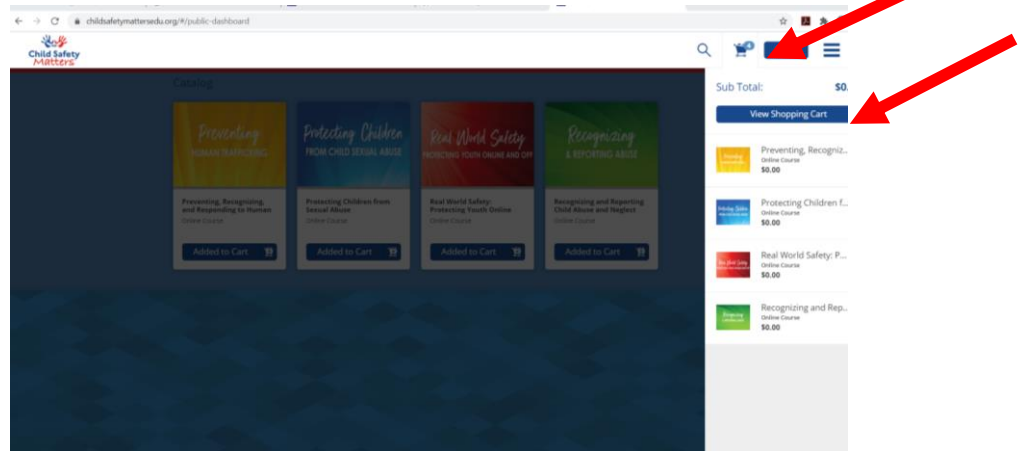 childsafetymattersedu.org/#/public-dashboard
Child Safety
Matters
4
Catalog
Sub Total: $0.
View Shopping Cart
Preventing
HUMAN TRAFFICKING
Protecting Children
FROM CHILD SEXUAL ABUSE
Real World Safety
PROTECTING YOUTH ONLINE AND OFF
Recognizing
& REPORTING ABUSE
Preventing, Recognizing,
and Responding to Human
Online Course
Added to Cart
Protecting Children from
Sexual Abuse
Online Course
Added to Cart
Real World Safety:
Protecting Youth Online
Online Course
Added to Cart
Recognizing and Reporting
Child Abuse and Neglect
Online Course
Added to Cart
Preventing, Recogniz...
Online Course
$0.00
Protecting Children f...
Online Course
$0.00
Real World Safety: P...
Online Course
$0.00
Recognizing and Rep...
Online Course
$0.00